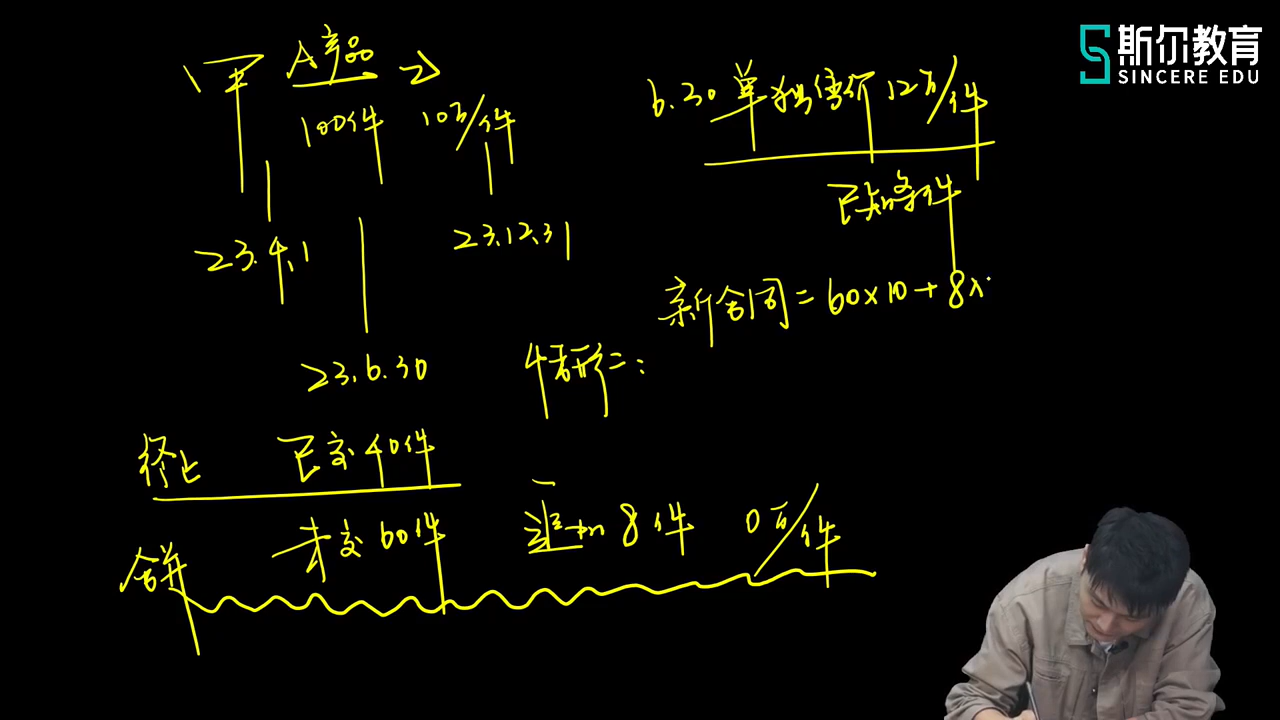 甲 A产品 乙
100件 10万/件
23.4.1 23.12.31
23.6.30
终止 已交40件
合并 未交60件
情形二:
追加8件 0万/件
6.30 单独售价12万/件
已知条件
新合同=60×10+8×
斯尔教育
SINCERE EDU